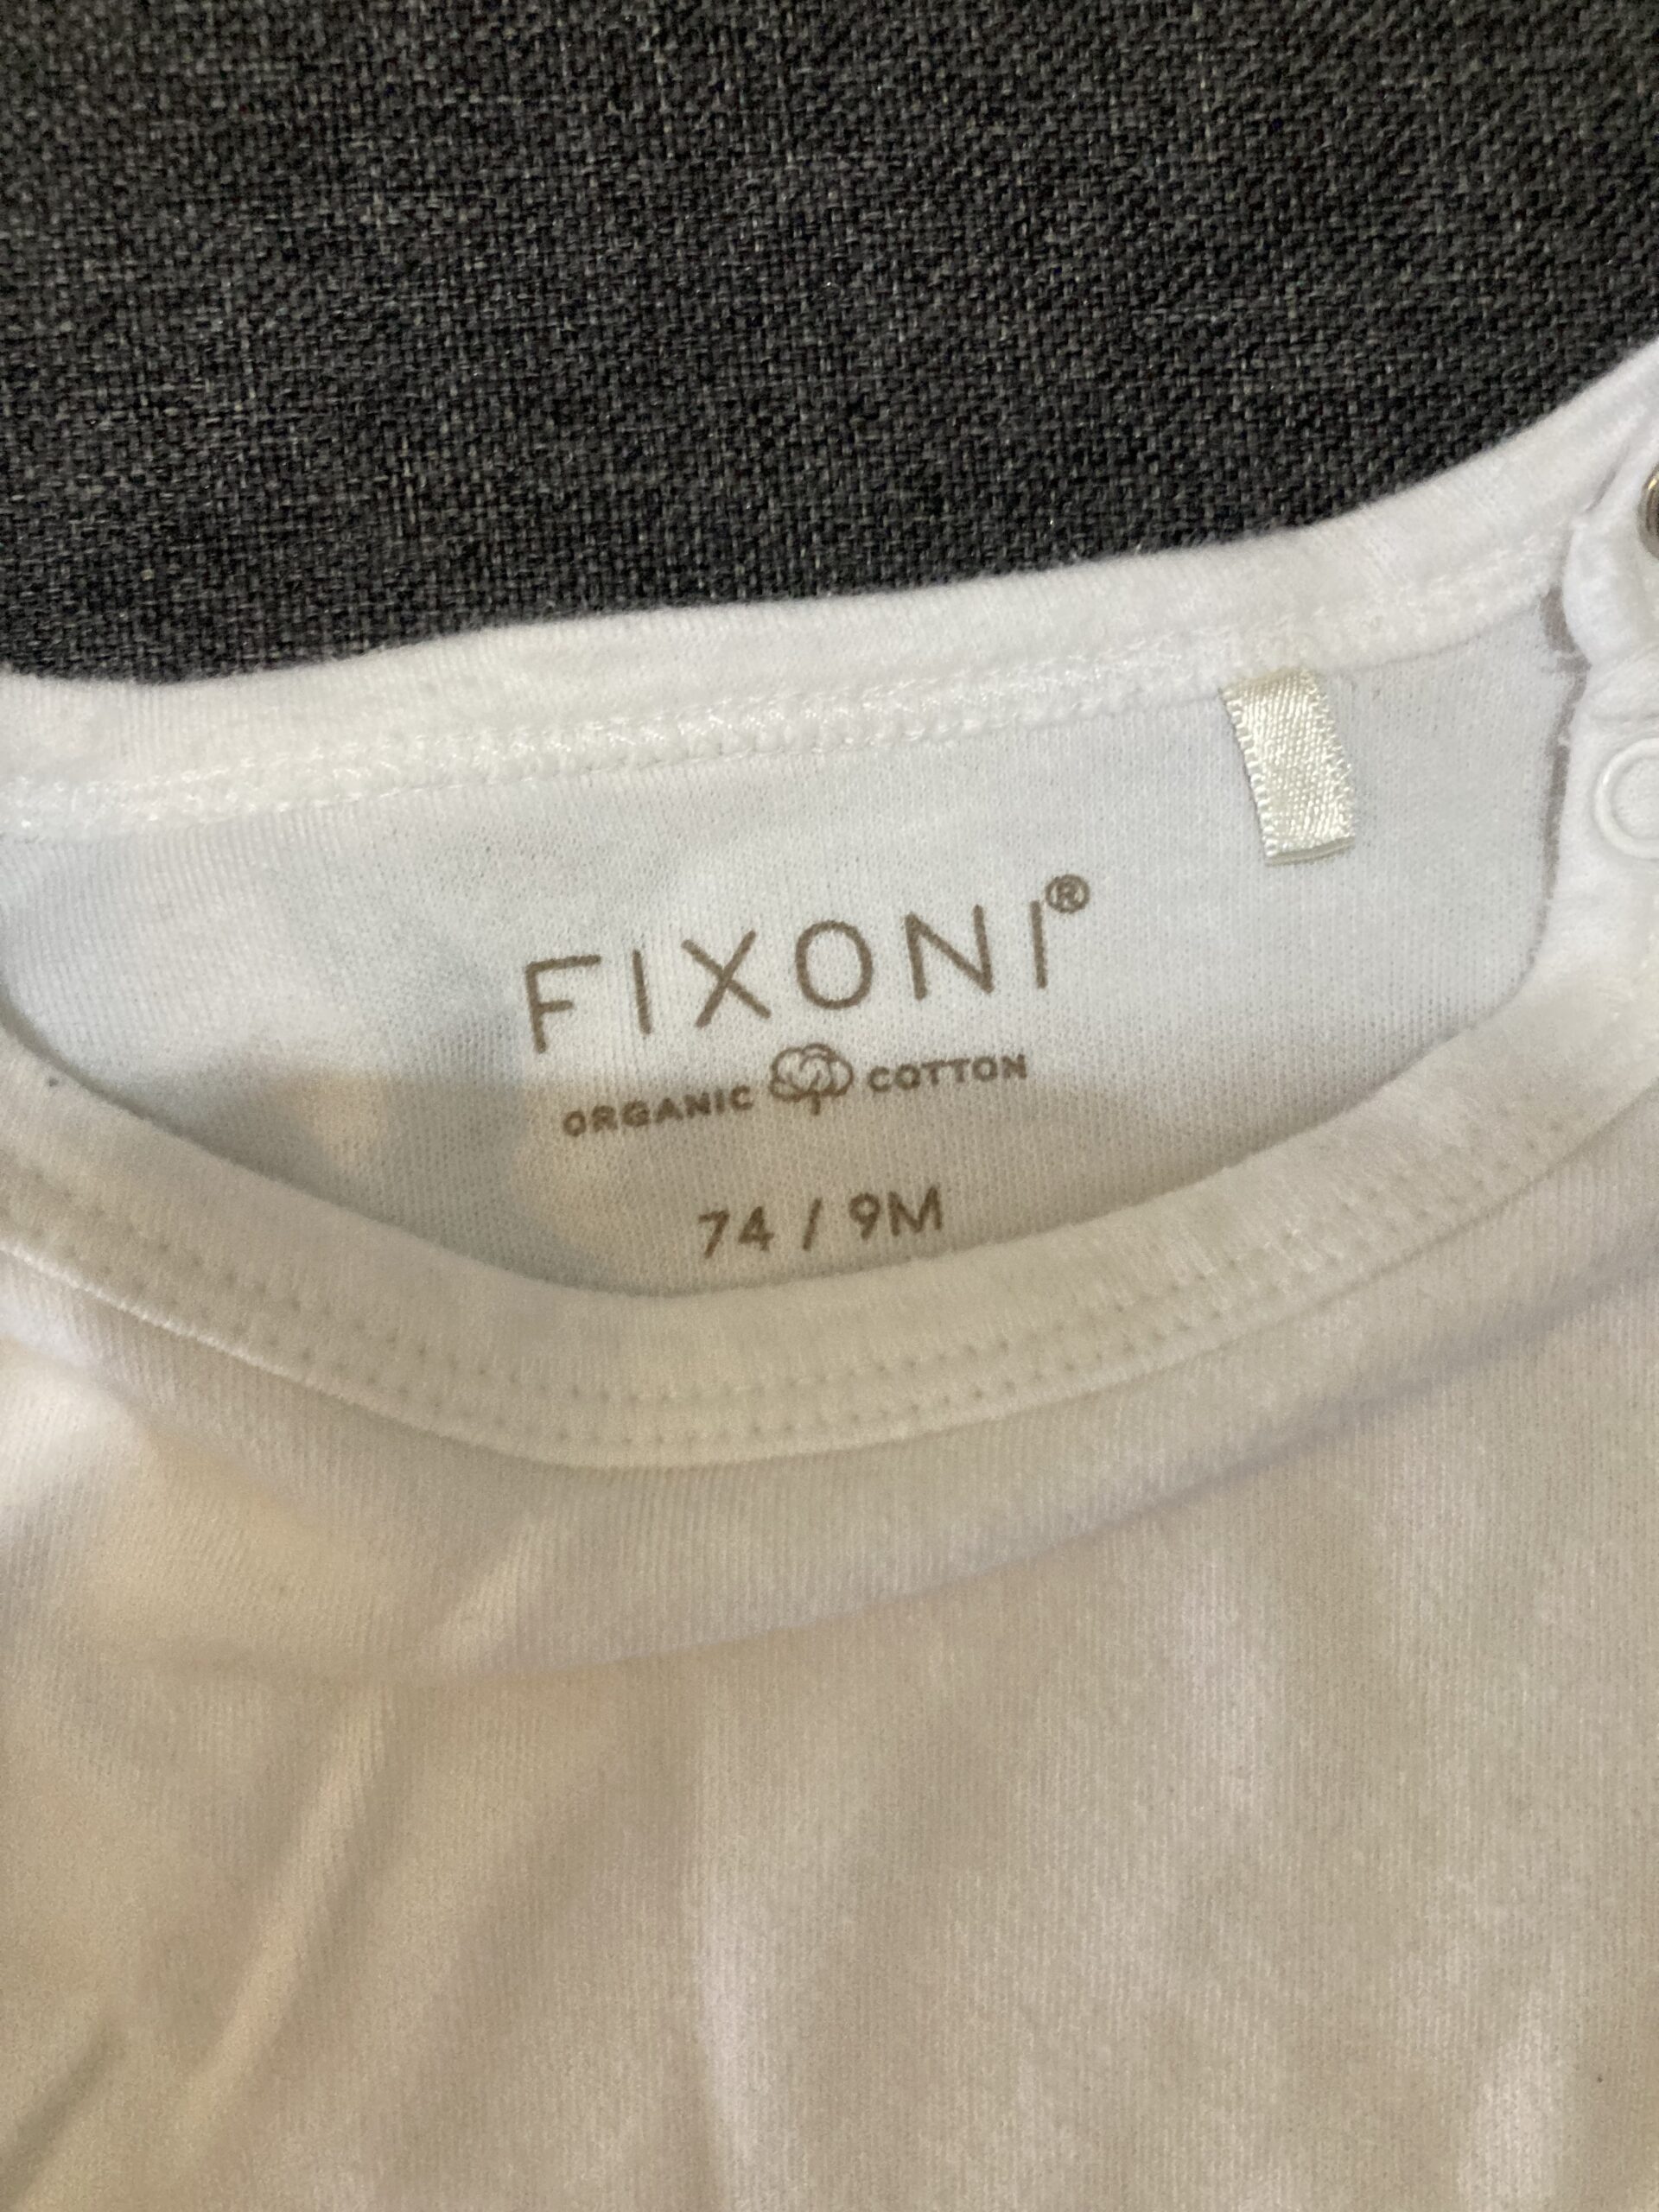 FIXONI®
ORGANIC COTTON
74 / 9M